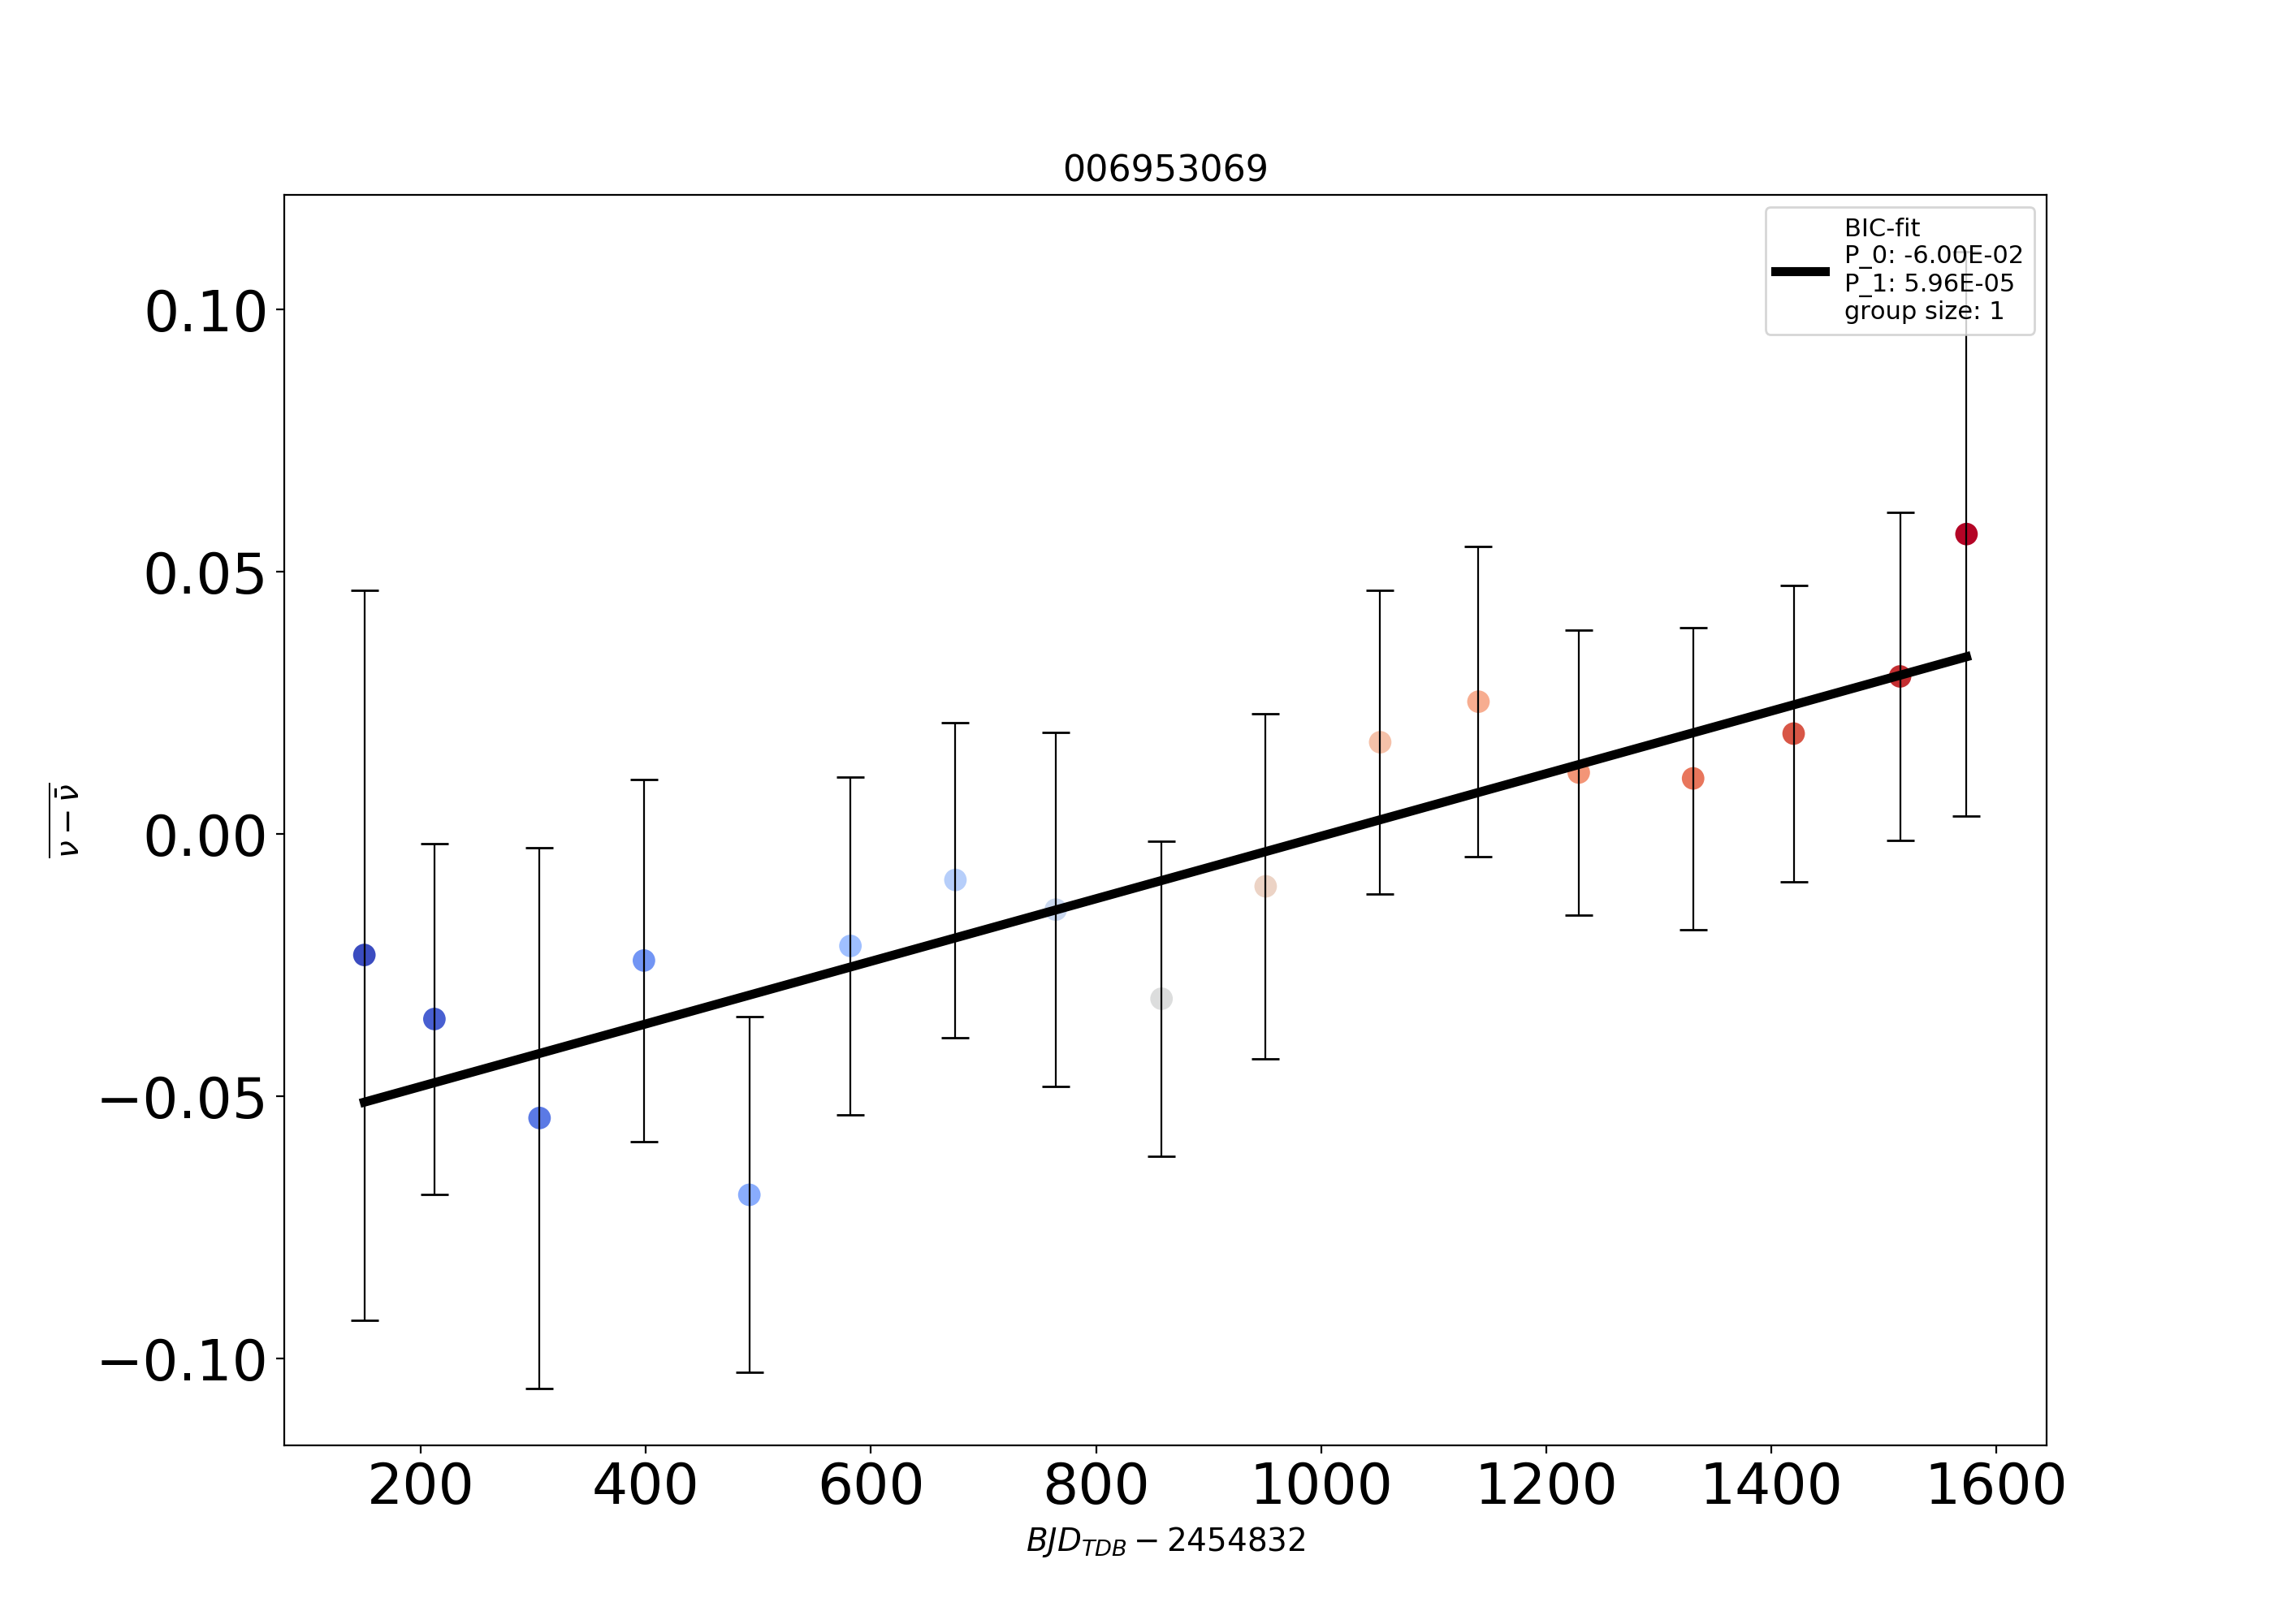 006953069
BIC-fit
P_0: -6.00E-02
P_1: 5.96E-05
group size: 1
0.10
0.05
0.00
−0.05
−0.10
ν − ν̄
200 400 600 800 1000 1200 1400 1600
BJD_TDB − 2454832